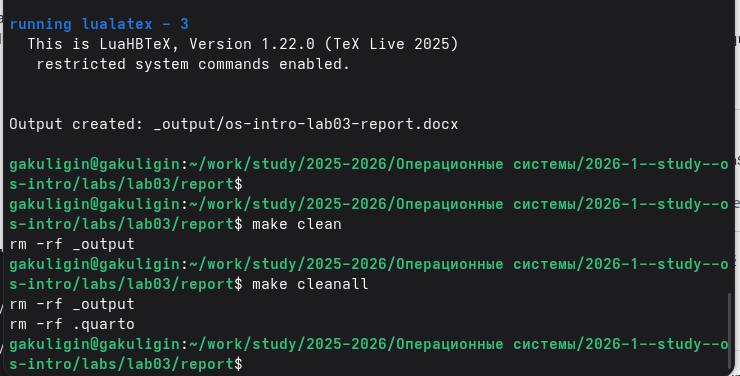 running lualatex - 3
This is LuaHBTeX, Version 1.22.0 (TeX Live 2025)
restricted system commands enabled.
Output created: _output/os-intro-lab03-report.docx
gakuligin@gakuligin:~/work/study/2025-2026/Операционные системы/2026-1--study--o
s-intro/labs/lab03/report$
gakuligin@gakuligin:~/work/study/2025-2026/Операционные системы/2026-1--study--o
s-intro/labs/lab03/report$ make clean
rm -rf _output
gakuligin@gakuligin:~/work/study/2025-2026/Операционные системы/2026-1--study--o
s-intro/labs/lab03/report$ make cleanall
rm -rf _output
rm -rf .quarto
gakuligin@gakuligin:~/work/study/2025-2026/Операционные системы/2026-1--study--o
s-intro/labs/lab03/report$